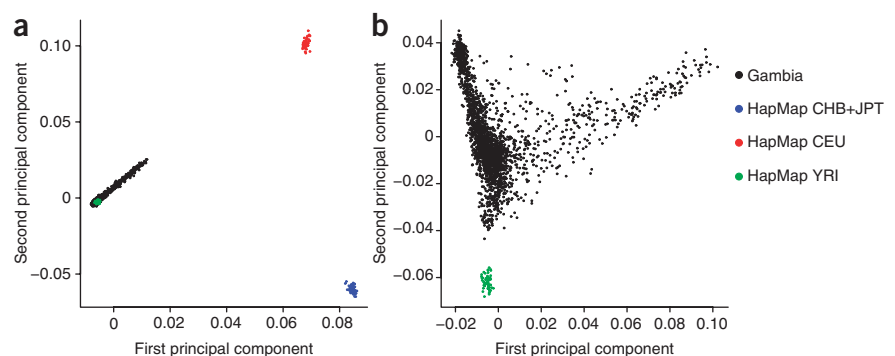 a
b
0.10
0.05
0
−0.05
Second principal component
0
0.02
0.04
0.06
0.08
First principal component
0.04
0.02
0
−0.02
−0.04
−0.06
Second principal component
−0.02
0
0.02
0.04
0.06
0.08
0.10
First principal component
Gambia
HapMap CHB+JPT
HapMap CEU
HapMap YRI